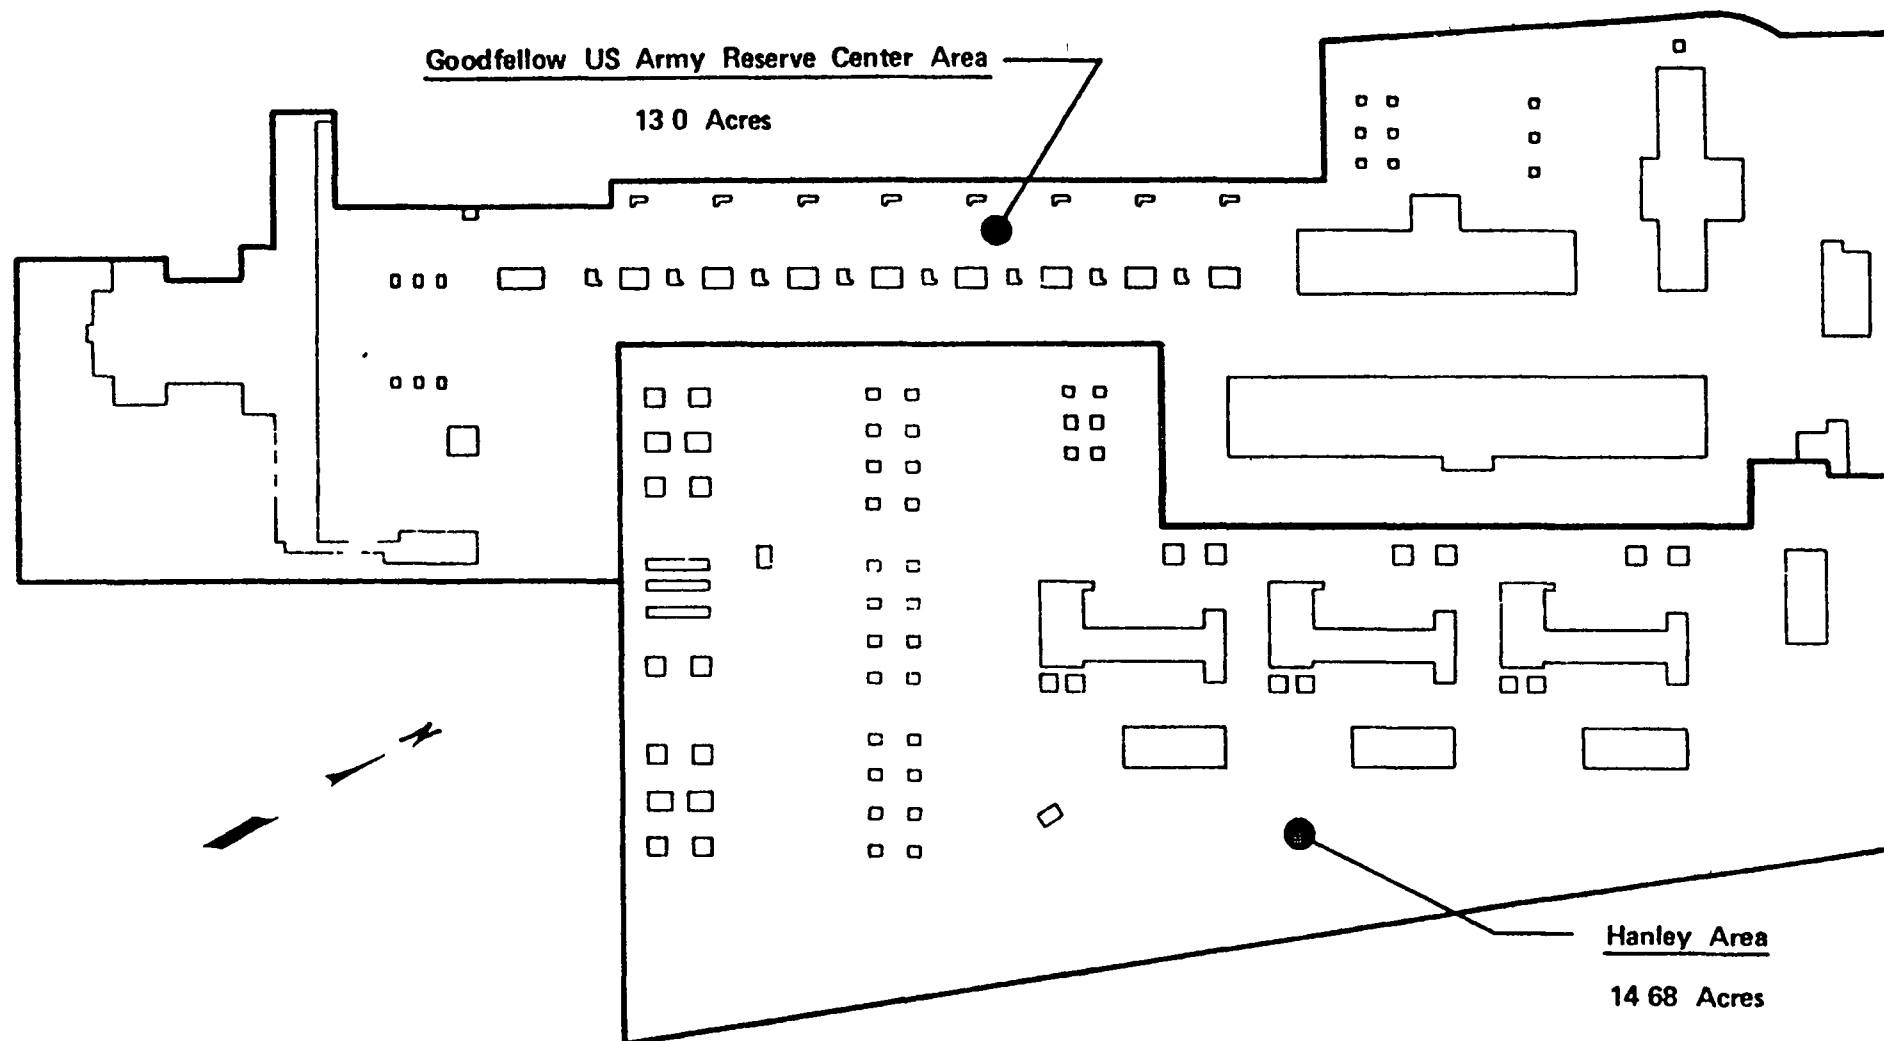 Goodfellow US Army Reserve Center Area
13 0 Acres
N
Hanley Area
14 68 Acres